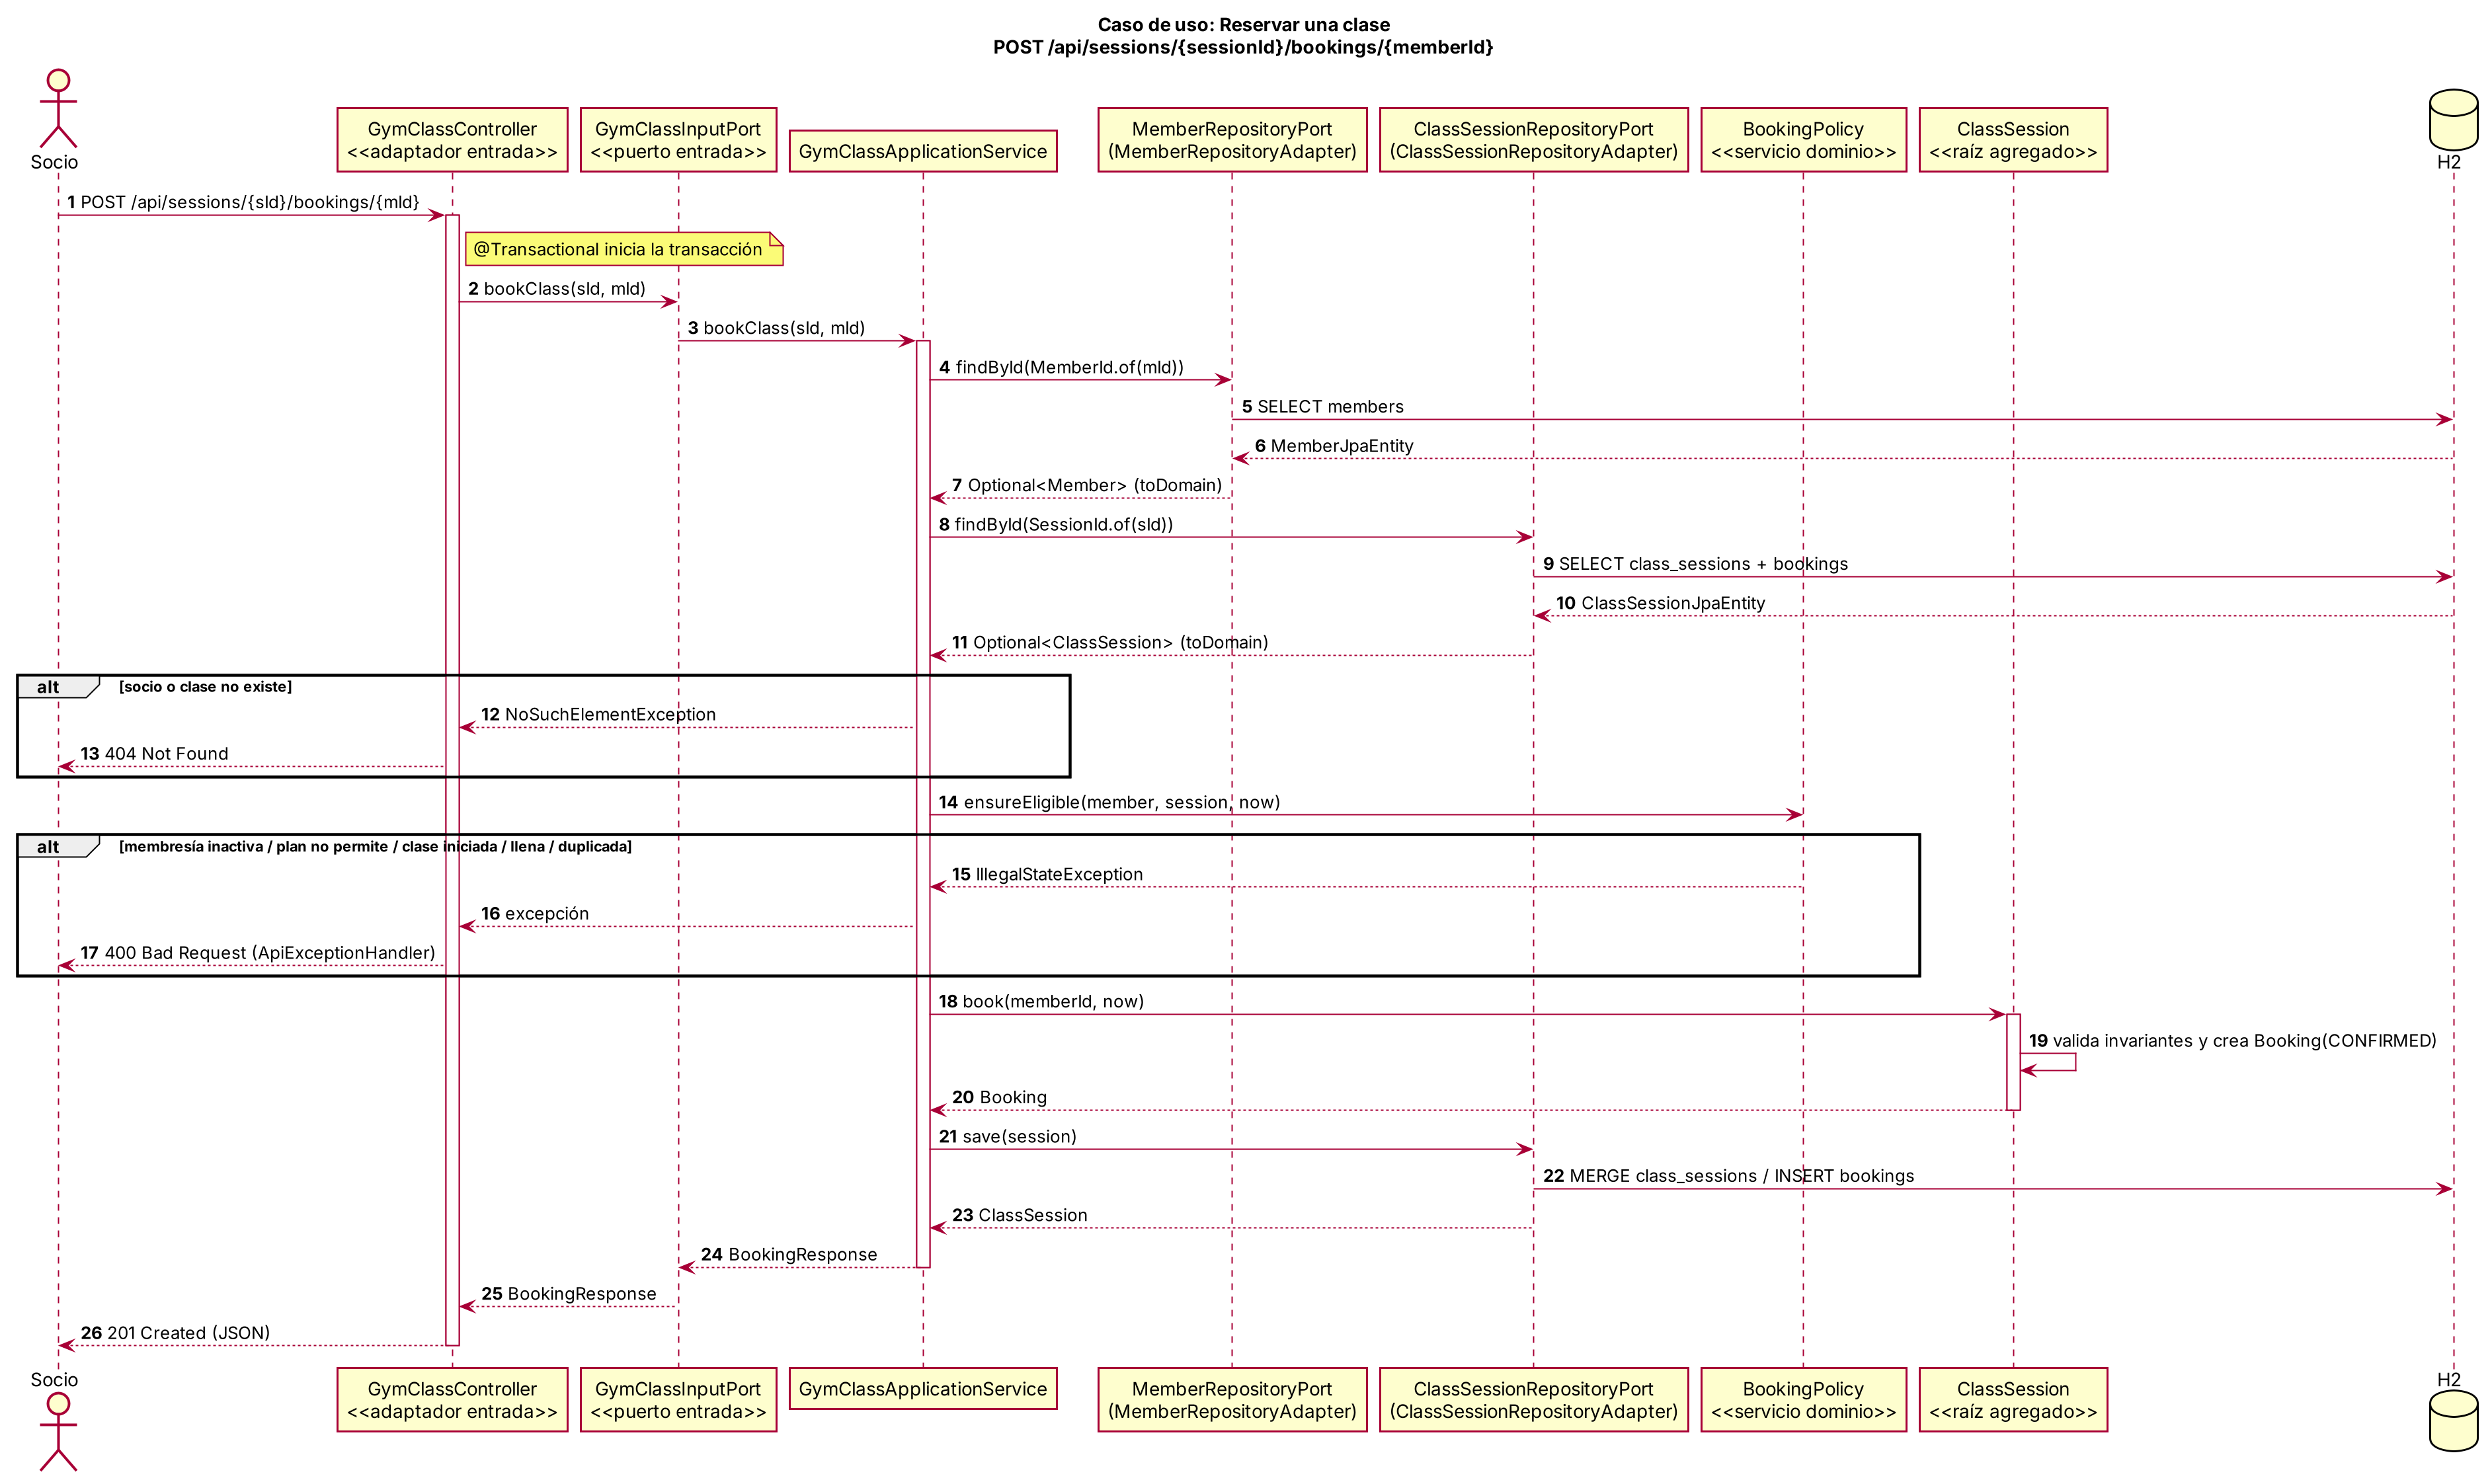 Caso de uso: Reservar una clase
POST /api/sessions/{sessionId}/bookings/{memberId}
Socio
GymClassController
<<adaptador entrada>>
GymClassInputPort
<<puerto entrada>>
GymClassApplicationService
MemberRepositoryPort
(MemberRepositoryAdapter)
ClassSessionRepositoryPort
(ClassSessionRepositoryAdapter)
BookingPolicy
<<servicio dominio>>
ClassSession
<<raíz agregado>>
H2
1 POST /api/sessions/{sId}/bookings/{mId}
@Transactional inicia la transacción
2 bookClass(sId, mId)
3 bookClass(sId, mId)
4 findById(MemberId.of(mId))
5 SELECT members
6 MemberJpaEntity
7 Optional<Member> (toDomain)
8 findById(SessionId.of(sId))
9 SELECT class_sessions + bookings
10 ClassSessionJpaEntity
11 Optional<ClassSession> (toDomain)
alt [socio o clase no existe]
12 NoSuchElementException
13 404 Not Found
14 ensureEligible(member, session, now)
alt [membresía inactiva / plan no permite / clase iniciada / llena / duplicada]
15 IllegalStateException
16 excepción
17 400 Bad Request (ApiExceptionHandler)
18 book(memberId, now)
19 valida invariantes y crea Booking(CONFIRMED)
20 Booking
21 save(session)
22 MERGE class_sessions / INSERT bookings
23 ClassSession
24 BookingResponse
25 BookingResponse
26 201 Created (JSON)
Socio
GymClassController
<<adaptador entrada>>
GymClassInputPort
<<puerto entrada>>
GymClassApplicationService
MemberRepositoryPort
(MemberRepositoryAdapter)
ClassSessionRepositoryPort
(ClassSessionRepositoryAdapter)
BookingPolicy
<<servicio dominio>>
ClassSession
<<raíz agregado>>
H2